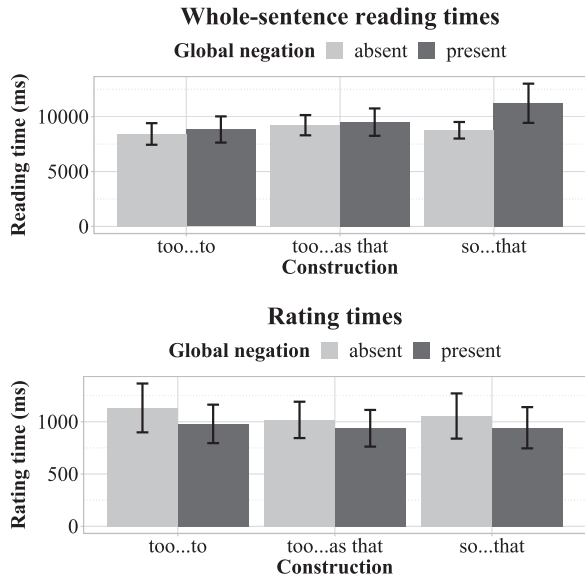 Whole-sentence reading times
Global negation absent present
Reading time (ms)
10000
5000
0
too...to too...as that so...that
Construction
Rating times
Global negation absent present
Rating time (ms)
1000
500
0
too...to too...as that so...that
Construction